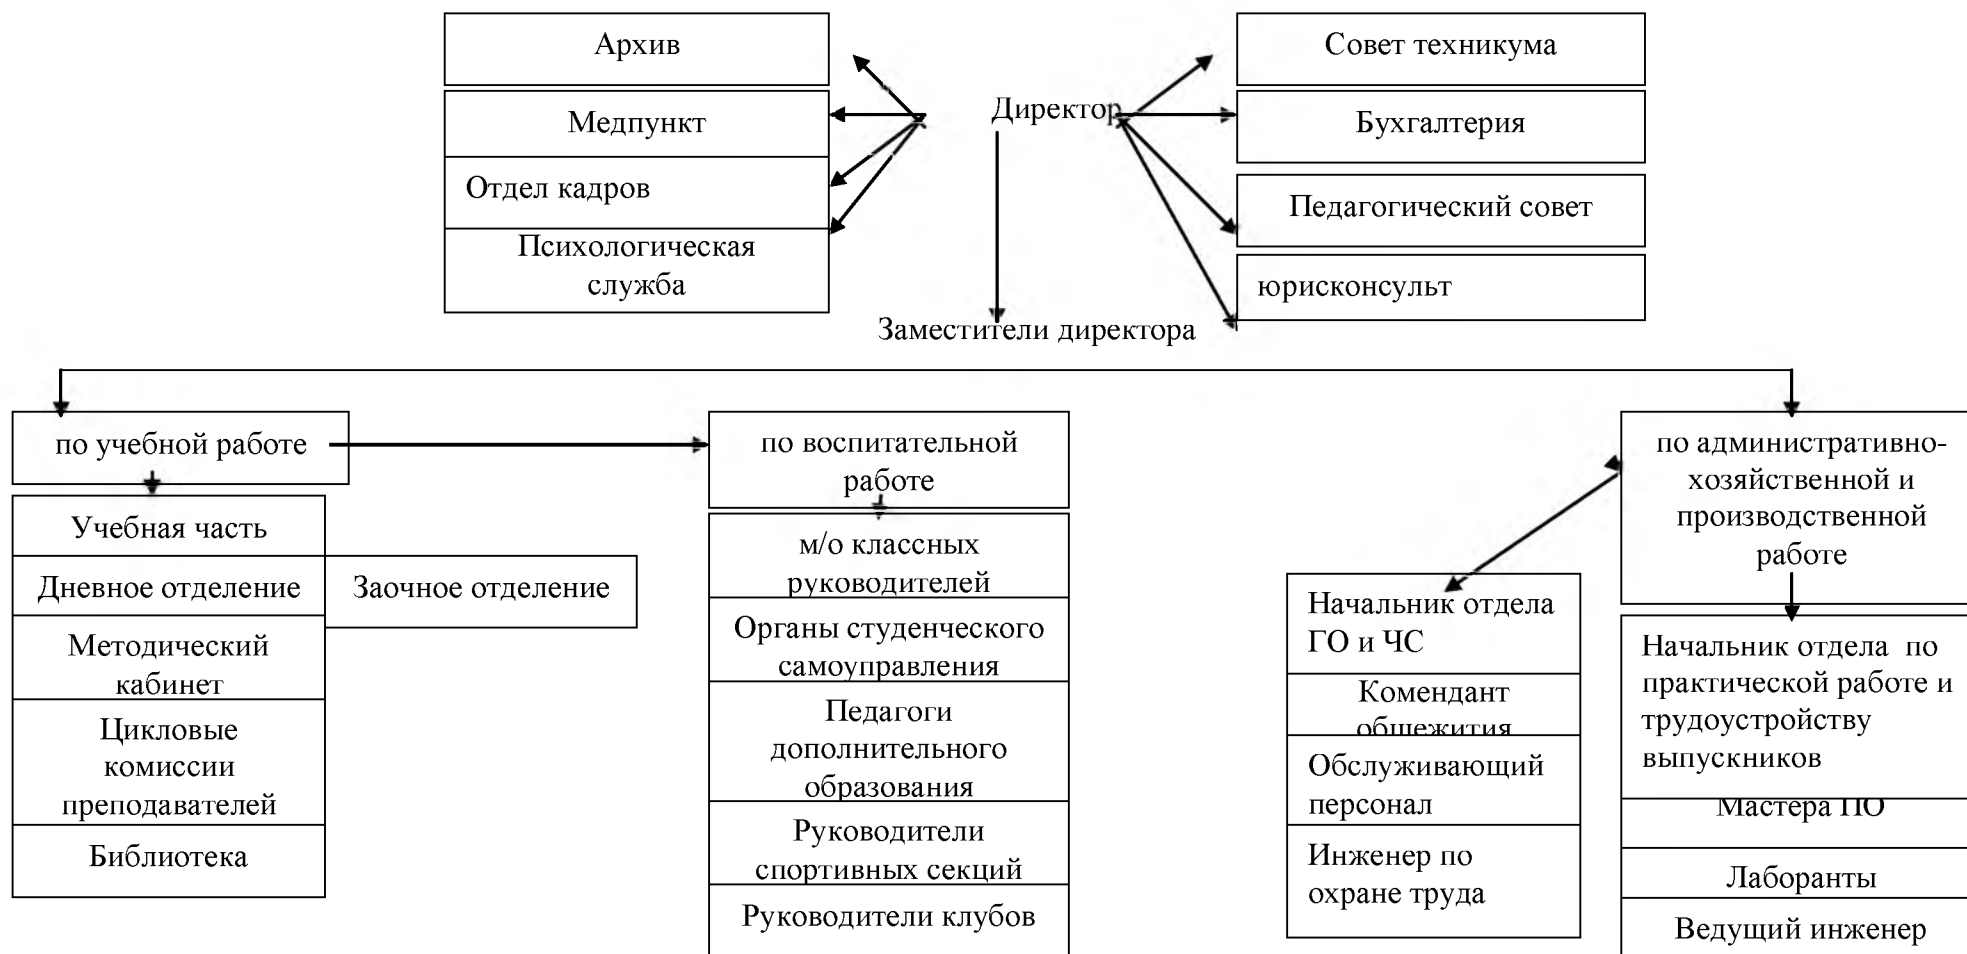 Архив
Медпункт
Отдел кадров
Психологическая
служба
Директор
Совет техникума
Бухгалтерия
Педагогический совет
юрисконсульт
Заместители директора
по учебной работе
Учебная часть
Дневное отделение
Заочное отделение
Методический
кабинет
Цикловые
комиссии
преподавателей
Библиотека
по воспитательной
работе
м/о классных
руководителей
Органы студенческого
самоуправления
Педагоги
дополнительного
образования
Руководители
спортивных секций
Руководители клубов
Начальник отдела
ГО и ЧС
Комендант
общежития
Обслуживающий
персонал
Инженер по
охране труда
по административно-
хозяйственной и
производственной
работе
Начальник отдела по
практической работе и
трудоустройству
выпускников
Мастера ПО
Лаборанты
Ведущий инженер